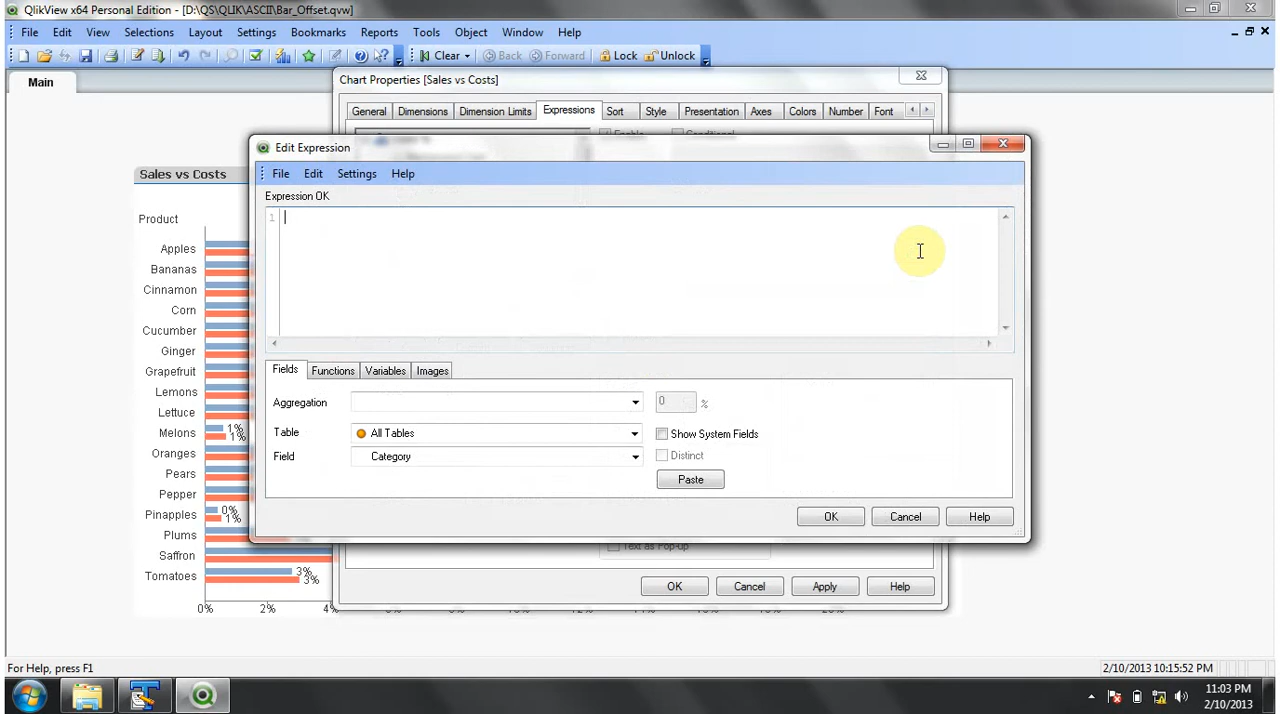 QlikView x64 Personal Edition - [D:\QS\QLIK\ASCII\Bar_Offset.qvw]
File Edit View Selections Layout Settings Bookmarks Reports Tools Object Window Help
Clear Back Forward Lock Unlock
Main
Chart Properties [Sales vs Costs]
General Dimensions Dimension Limits Expressions Sort Style Presentation Axes Colors Number Font
Enable Conditional
Edit Expression
File Edit Settings Help
Expression OK
1
Sales vs Costs
Product
Apples
Bananas
Cinnamon
Corn
Cucumber
Ginger
Grapefruit
Lemons
Lettuce
Melons 1%
1%
Oranges
Pears
Pepper
Pinapples 0%
1%
Plums
Saffron
Tomatoes 3%
3%
0% 2% 4%
Fields Functions Variables Images
Aggregation 0 %
Table All Tables Show System Fields
Field Category Distinct
Paste
OK Cancel Help
Text as Pop-up
OK Cancel Apply Help
For Help, press F1
2/10/2013 10:15:52 PM
11:03 PM
2/10/2013